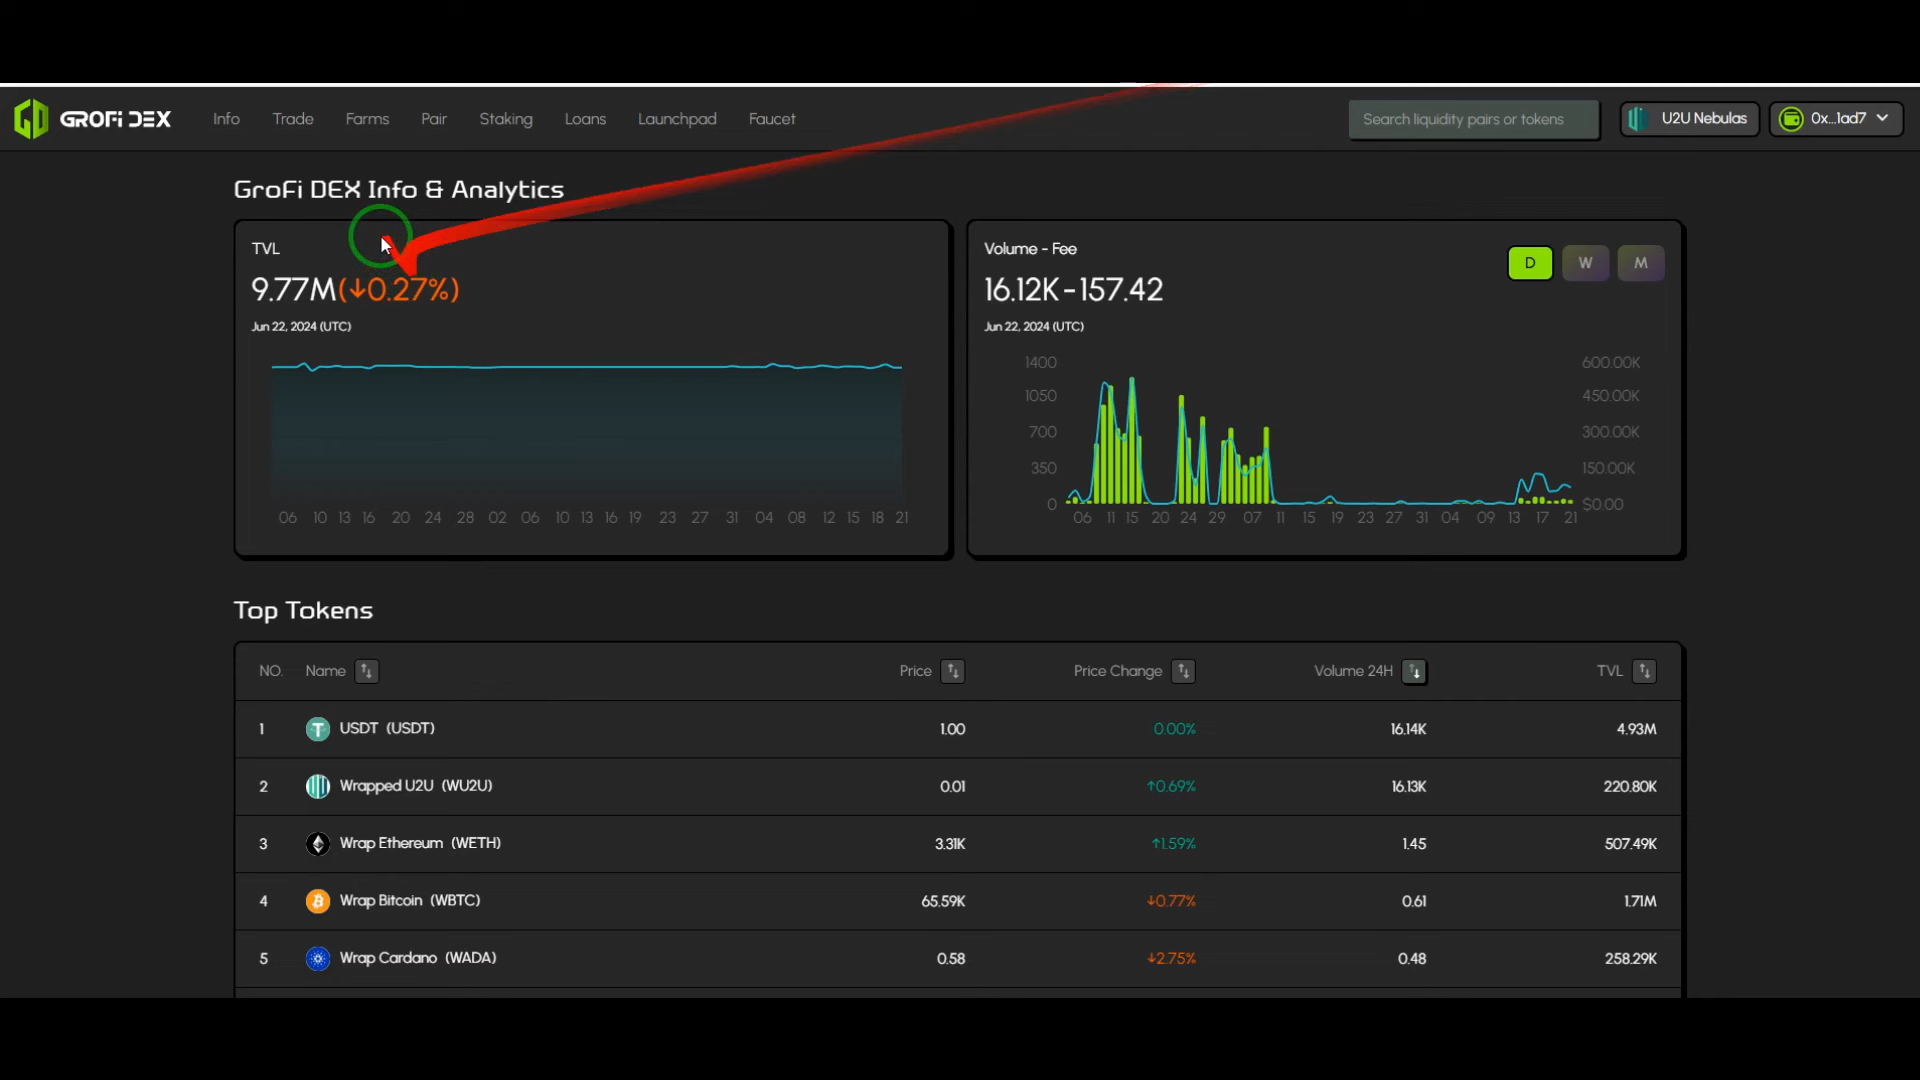 GROFi DEX Info Trade Farms Pair Staking Loans Launchpad Faucet Search liquidity pairs or tokens U2U Nebulas 0x...1ad7
GroFi DEX Info & Analytics
TVL
9.77M(↓0.27%)
Jun 22, 2024 (UTC)
06 10 13 16 20 24 28 02 06 10 13 16 19 23 27 31 04 08 12 15 18 21
Volume - Fee
D W M
16.12K-157.42
Jun 22, 2024 (UTC)
1400 600.00K
1050 450.00K
700 300.00K
350 150.00K
0 $0.00
06 11 15 20 24 29 07 11 15 19 23 27 31 04 09 13 17 21
Top Tokens
NO. Name Price Price Change Volume 24H TVL
1 USDT (USDT) 1.00 0.00% 16.14K 4.93M
2 Wrapped U2U (WU2U) 0.01 ↑0.69% 16.13K 220.80K
3 Wrap Ethereum (WETH) 3.31K ↑1.59% 1.45 507.49K
4 Wrap Bitcoin (WBTC) 65.59K ↓0.77% 0.61 1.71M
5 Wrap Cardano (WADA) 0.58 ↓2.75% 0.48 258.29K